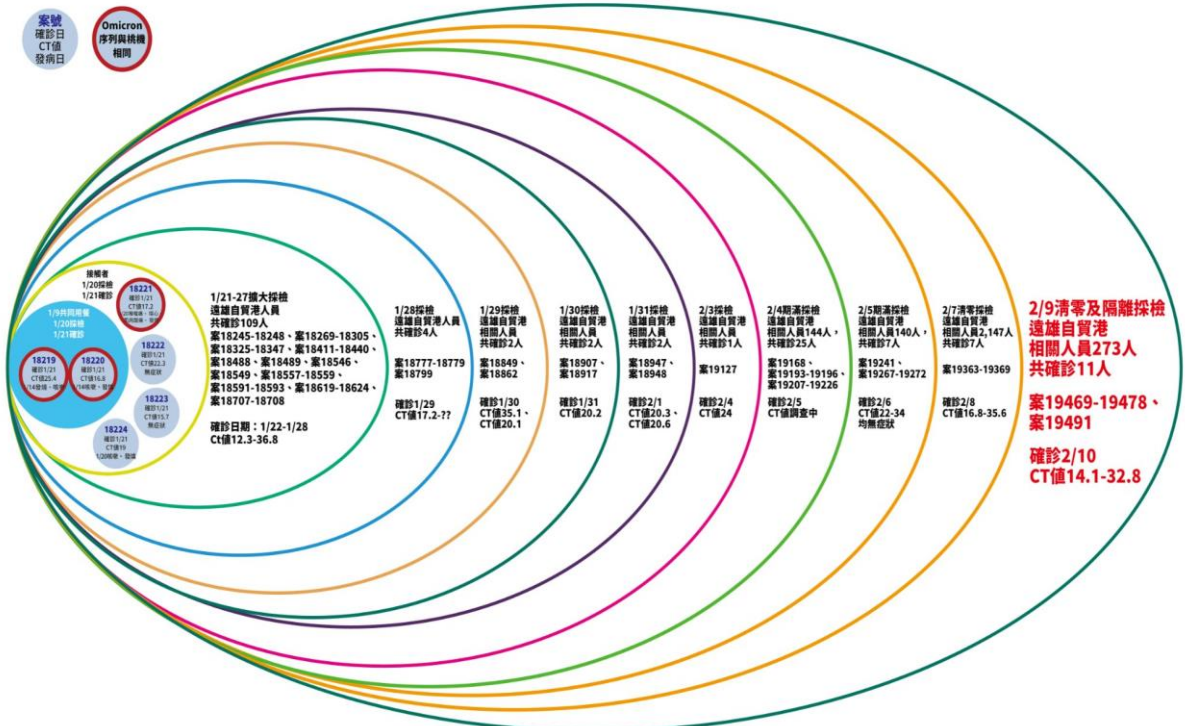 案號
確診日
CT值
發病日
Omicron
序列與桃機
相同
接觸者
1/20採檢
1/21確診
1/9共同用餐
1/20採檢
1/21確診
18219
確診1/21
CT值25.4
18220
確診1/21
CT值16.8
18221
確診1/21
CT值17.2
18222
確診1/21
CT值22.3
無症狀
18223
確診1/21
CT值15.7
無症狀
18224
確診1/21
CT值19
1/21-27擴大採檢
遠雄自貿港人員
共確診109人
案18245-18248、案18269-18305、
案18325-18347、案18411-18440、
案18488、案18489、案18546、
案18549、案18557-18559、
案18591-18593、案18619-18624、
案18707-18708
確診日期：1/22-1/28
Ct值12.3-36.8
1/28採檢
遠雄自貿港人員
共確診4人
案18777-18779
案18799
確診1/29
CT值17.2-??
1/29採檢
遠雄自貿港
相關人員
共確診2人
案18849、
案18862
確診1/30
CT值35.1、
CT值20.1
1/30採檢
遠雄自貿港
相關人員
共確診2人
案18907、
案18917
確診1/31
CT值20.2
1/31採檢
遠雄自貿港
相關人員
共確診2人
案18947、
案18948
確診2/1
CT值20.3、
CT值20.6
2/3採檢
遠雄自貿港
相關人員
共確診1人
案19127
確診2/4
CT值24
2/4期滿採檢
遠雄自貿港
相關人員144人，
共確診25人
案19168、
案19193-19196、
案19207-19226
確診2/5
CT值調查中
2/5期滿採檢
遠雄自貿港
相關人員140人，
共確診7人
案19241、
案19267-19272
確診2/6
CT值22-34
均無症狀
2/7清零採檢
遠雄自貿港
相關人員2,147人
共確診7人
案19363-19369
確診2/8
CT值16.8-35.6
2/9清零及隔離採檢
遠雄自貿港
相關人員273人
共確診11人
案19469-19478、
案19491
確診2/10
CT值14.1-32.8